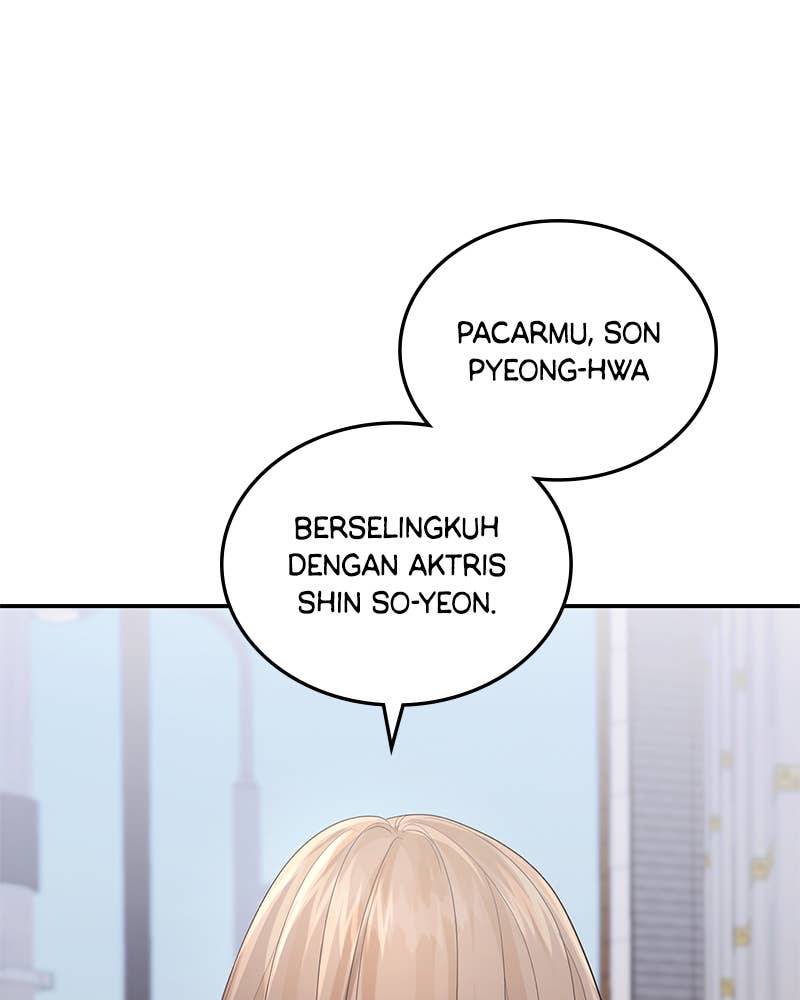 PACARMU, SON
PYEONG-HWA
BERSELINGKUH
DENGAN AKTRIS
SHIN SO-YEON.